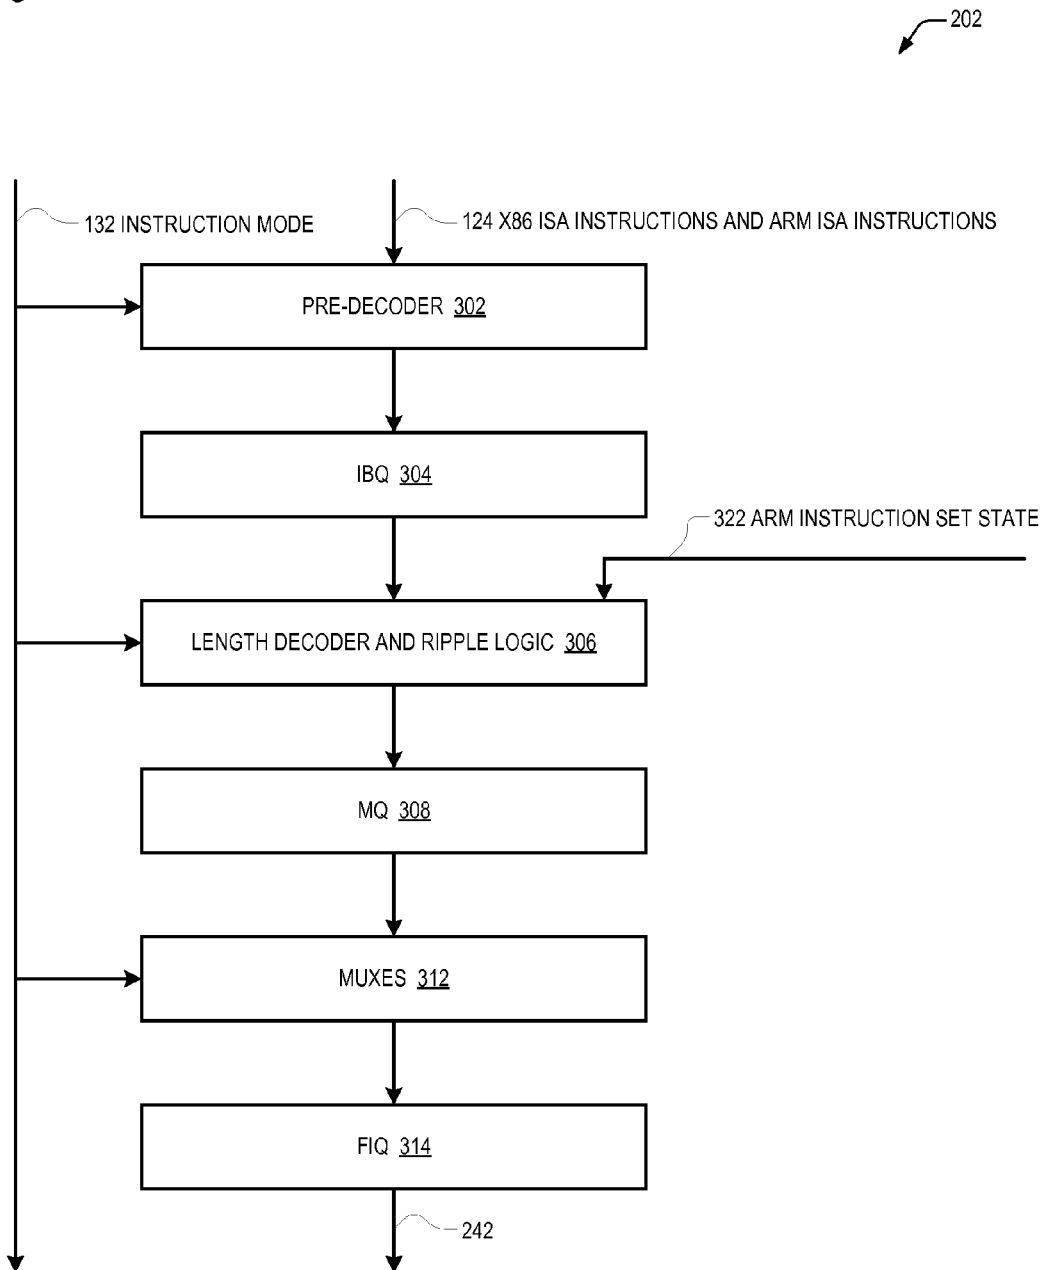 202
132 INSTRUCTION MODE
124 X86 ISA INSTRUCTIONS AND ARM ISA INSTRUCTIONS
PRE-DECODER 302
IBQ 304
322 ARM INSTRUCTION SET STATE
LENGTH DECODER AND RIPPLE LOGIC 306
MQ 308
MUXES 312
FIQ 314
242